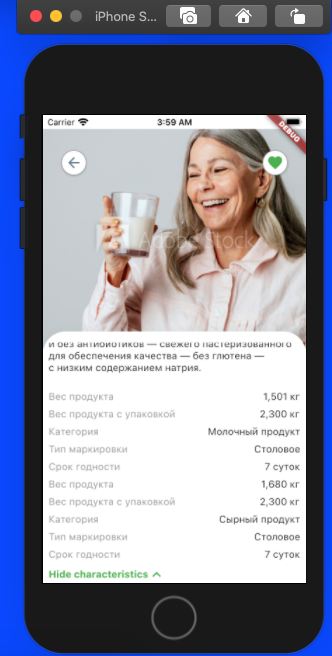 iPhone S...
Carrier 3:59 AM
DEBUG
Adobe Stock
и без антибиотиков — свежего пастеризованного
для обеспечения качества — без глютена —
с низким содержанием натрия.
Вес продукта 1,501 кг
Вес продукта с упаковкой 2,300 кг
Категория Молочный продукт
Тип маркировки Столовое
Срок годности 7 суток
Вес продукта 1,680 кг
Вес продукта с упаковкой 2,300 кг
Категория Сырный продукт
Тип маркировки Столовое
Срок годности 7 суток
Hide characteristics